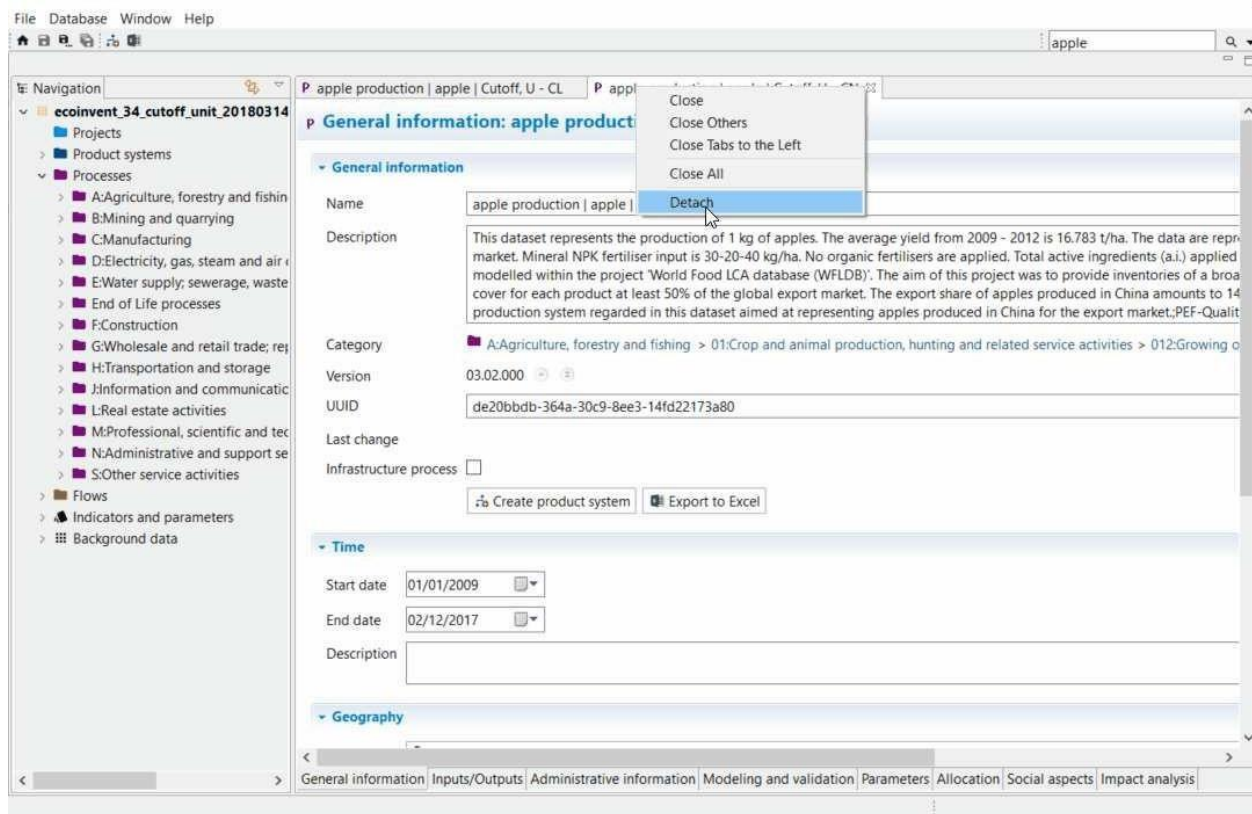 File Database Window Help
apple
Navigation
P apple production | apple | Cutoff, U - CL
P appl
ecoinvent_34_cutoff_unit_20180314
Projects
Product systems
Processes
A:Agriculture, forestry and fishin
B:Mining and quarrying
C:Manufacturing
D:Electricity, gas, steam and air
E:Water supply; sewerage, waste
End of Life processes
F:Construction
G:Wholesale and retail trade; rep
H:Transportation and storage
J:Information and communicatic
L:Real estate activities
M:Professional, scientific and tec
N:Administrative and support se
S:Other service activities
Flows
Indicators and parameters
Background data
Close
Close Others
Close Tabs to the Left
Close All
Detach
P General information: apple producti
General information
Name apple production | apple |
Description This dataset represents the production of 1 kg of apples. The average yield from 2009 - 2012 is 16.783 t/ha. The data are repr
market. Mineral NPK fertiliser input is 30-20-40 kg/ha. No organic fertilisers are applied. Total active ingredients (a.i.) applied
modelled within the project 'World Food LCA database (WFLDB)'. The aim of this project was to provide inventories of a broa
cover for each product at least 50% of the global export market. The export share of apples produced in China amounts to 14
production system regarded in this dataset aimed at representing apples produced in China for the export market.;PEF-Qualit
Category A:Agriculture, forestry and fishing > 01:Crop and animal production, hunting and related service activities > 012:Growing o
Version 03.02.000
UUID de20bbdb-364a-30c9-8ee3-14fd22173a80
Last change
Infrastructure process
Create product system Export to Excel
Time
Start date 01/01/2009
End date 02/12/2017
Description
Geography
General information Inputs/Outputs Administrative information Modeling and validation Parameters Allocation Social aspects Impact analysis